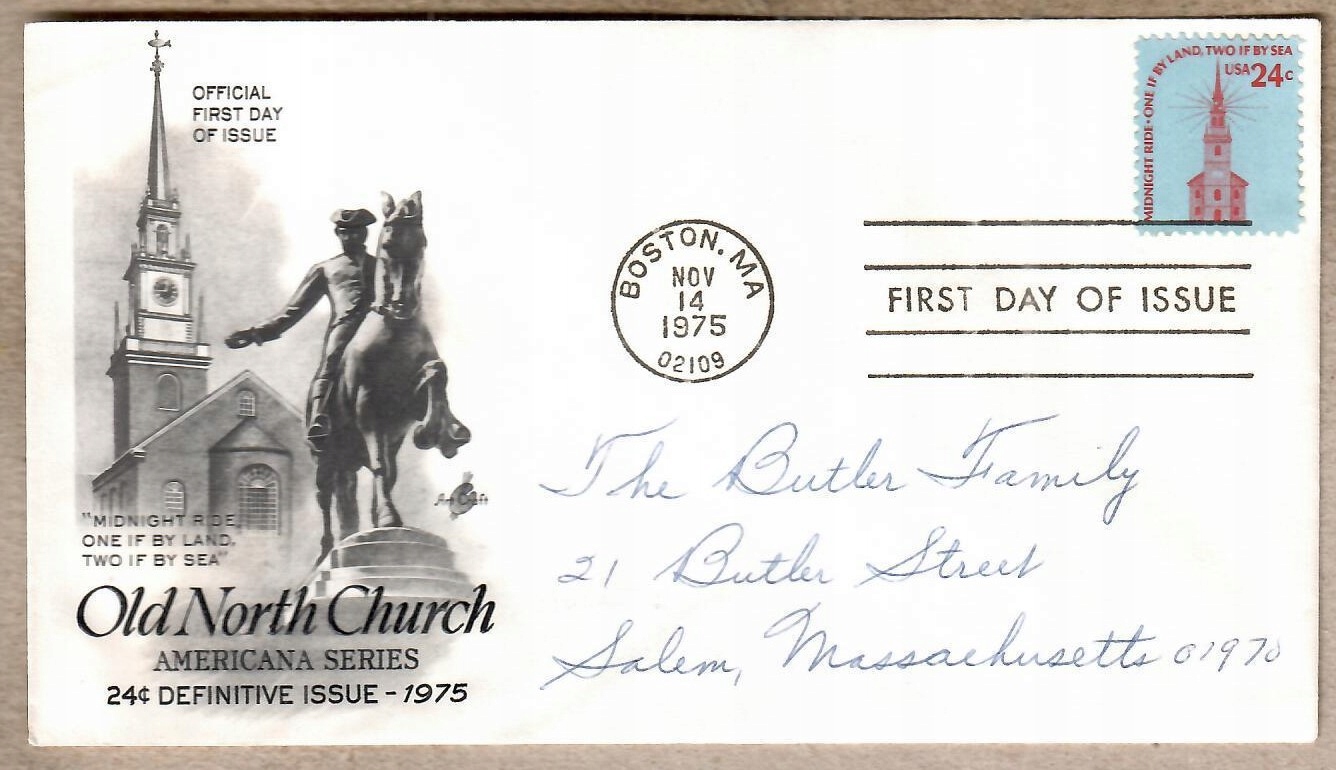 OFFICIAL
FIRST DAY
OF ISSUE
MIDNIGHT RIDE • ONE IF BY LAND, TWO IF BY SEA
USA 24c
BOSTON, MA
NOV
14
1975
02109
FIRST DAY OF ISSUE
"MIDNIGHT RIDE,
ONE IF BY LAND,
TWO IF BY SEA"
Art Craft
Old North Church
AMERICANA SERIES
24¢ DEFINITIVE ISSUE - 1975
The Butler Family
21 Butler Street
Salem, Massachusetts 01970